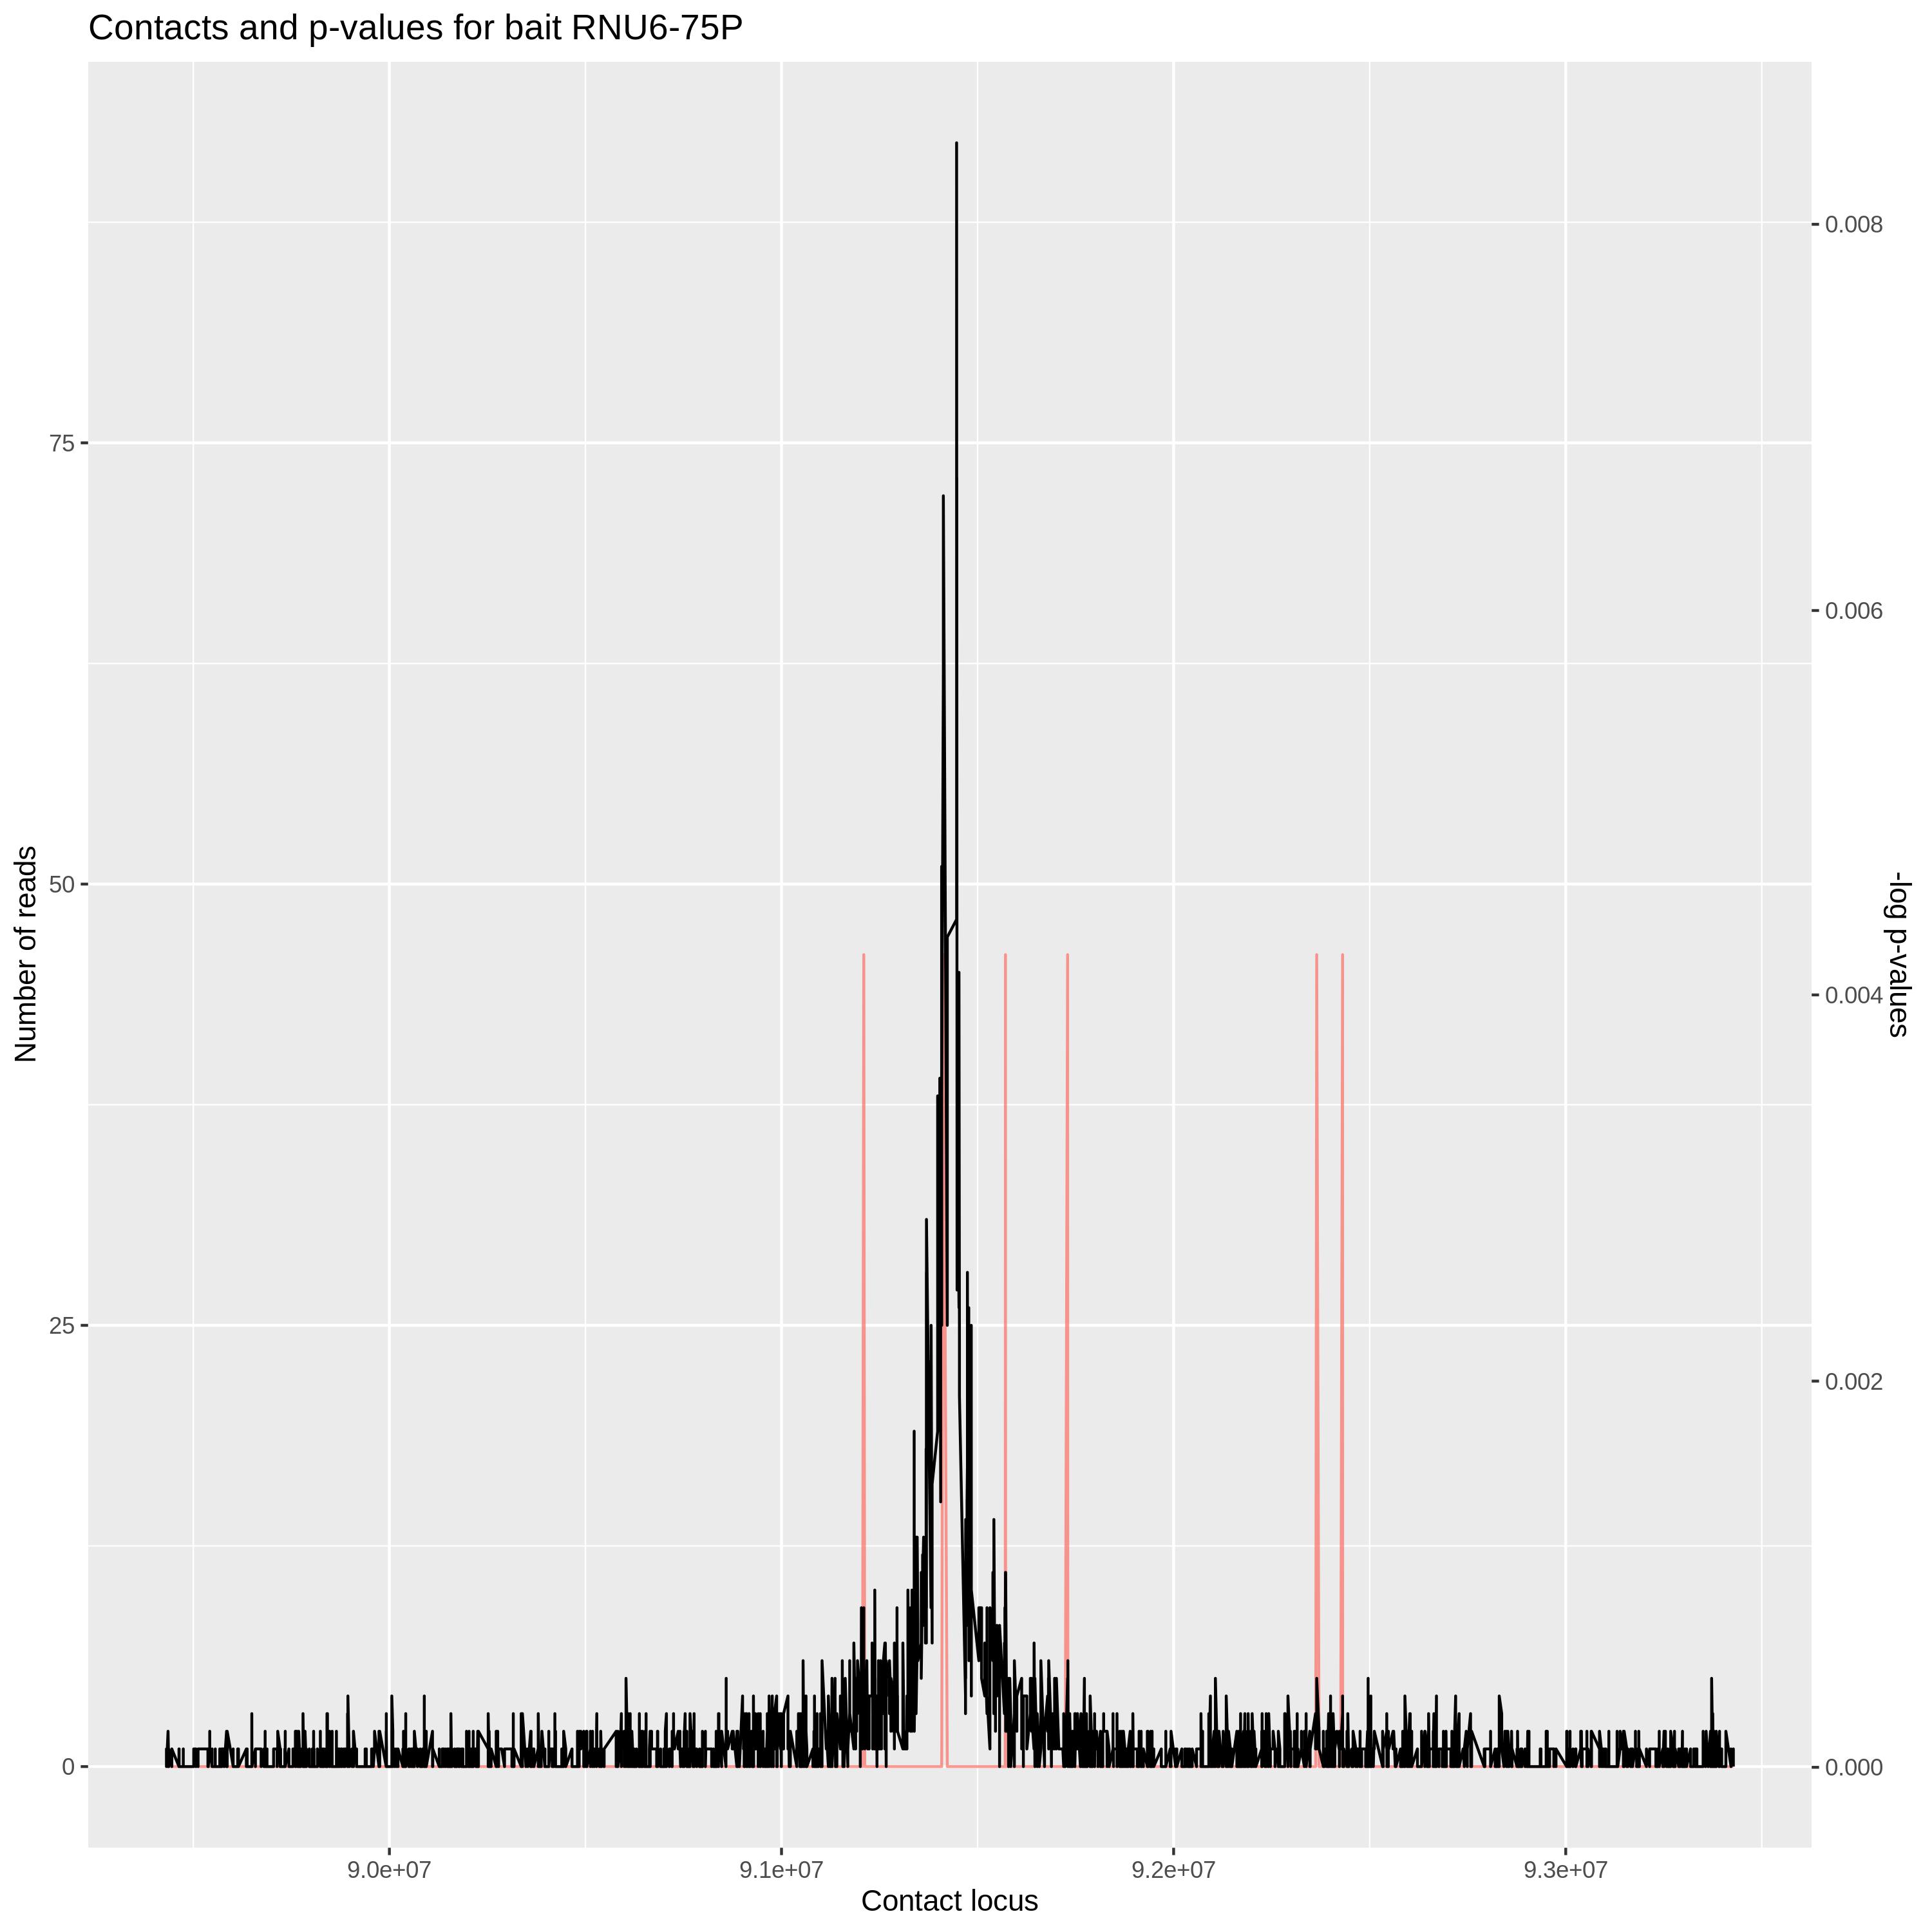 Contacts and p-values for bait RNU6-75P
Number of reads
75
50
25
0
0.008
0.006
0.004
0.002
0.000
-log p-values
9.0e+07 9.1e+07 9.2e+07 9.3e+07
Contact locus